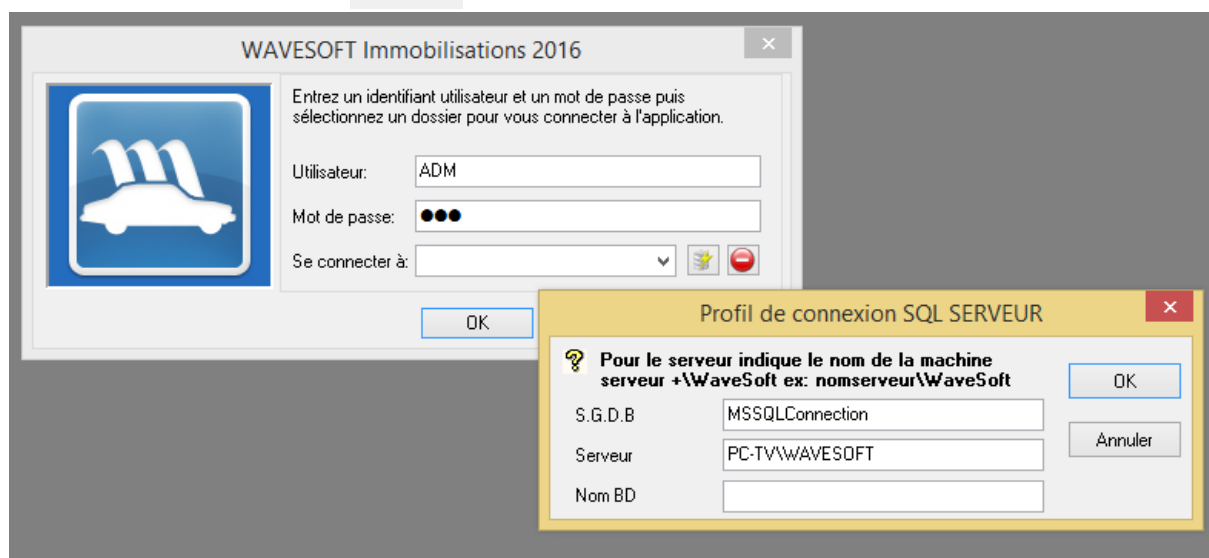 WAVESOFT Immobilisations 2016
Entrez un identifiant utilisateur et un mot de passe puis
sélectionnez un dossier pour vous connecter à l'application.
Utilisateur: ADM
Mot de passe: ●●●
Se connecter à:
OK
Profil de connexion SQL SERVEUR
Pour le serveur indique le nom de la machine
serveur +\WaveSoft ex: nomserveur\WaveSoft
OK
S.G.D.B MSSQLConnection
Annuler
Serveur PC-TV\WAVESOFT
Nom BD